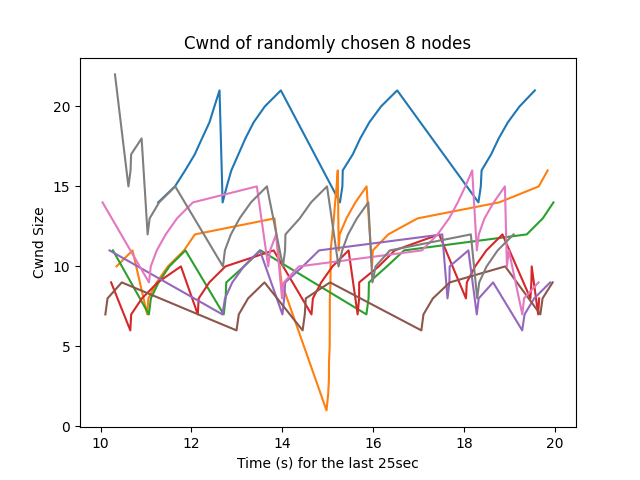 Cwnd of randomly chosen 8 nodes
Cwnd Size
20
15
10
5
0
10 12 14 16 18 20
Time (s) for the last 25sec